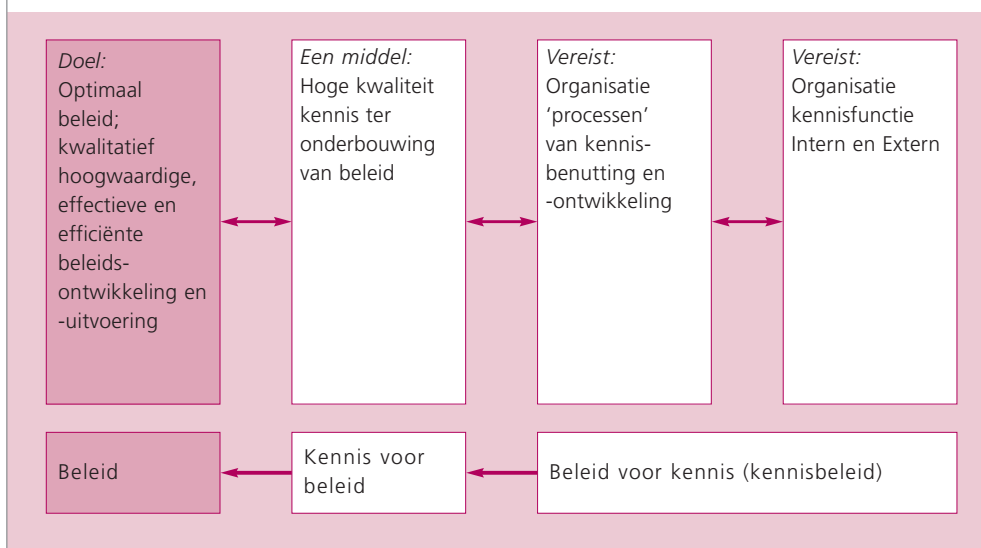 Doel:
Optimaal
beleid;
kwalitatief
hoogwaardige,
effectieve en
efficiënte
beleids-
ontwikkeling en
-uitvoering
Een middel:
Hoge kwaliteit
kennis ter
onderbouwing
van beleid
Vereist:
Organisatie
‘processen’
van kennis-
benutting en
-ontwikkeling
Vereist:
Organisatie
kennisfunctie
Intern en Extern
Beleid
Kennis voor
beleid
Beleid voor kennis (kennisbeleid)